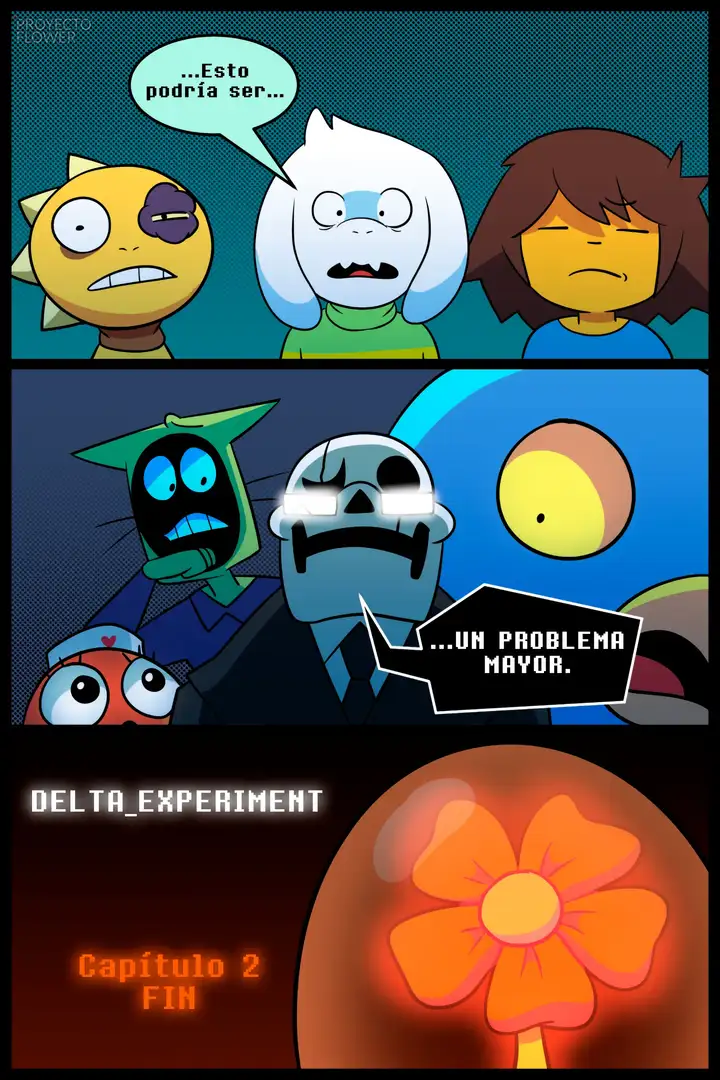 PROYECTO
FLOWER
...Esto
podría ser...
...UN PROBLEMA
MAYOR.
DELTA_EXPERIMENT
Capítulo 2
FIN